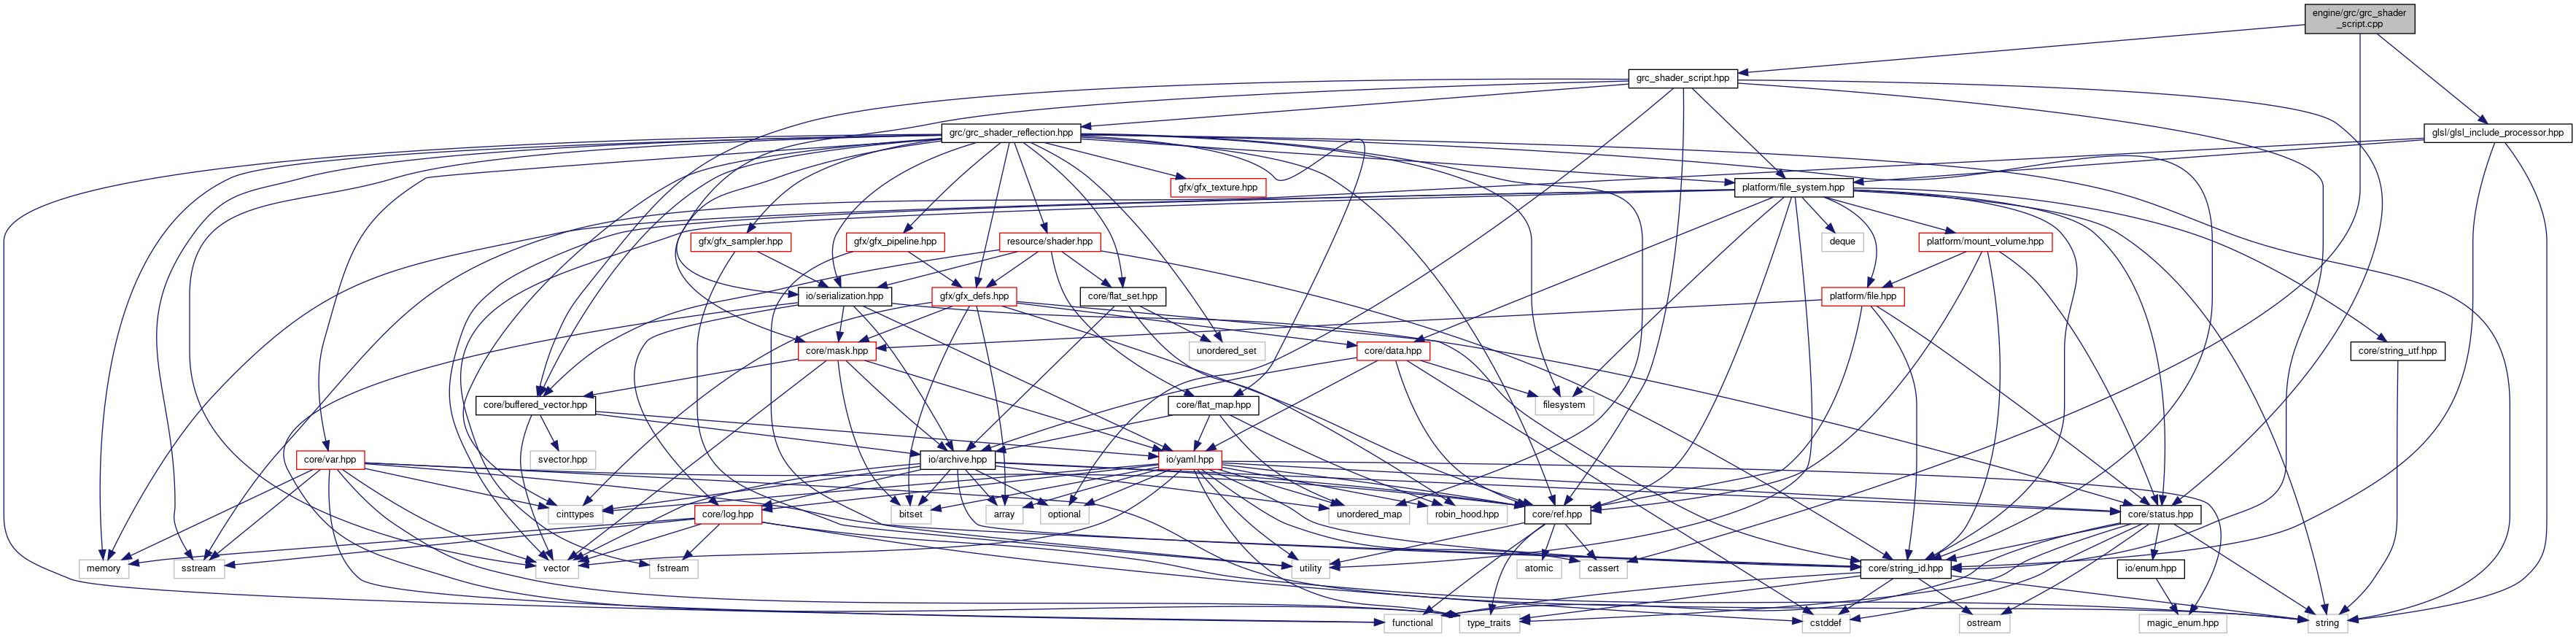 engine/grc/grc_shader
_script.cpp
grc_shader_script.hpp
grc/grc_shader_reflection.hpp
glsl/glsl_include_processor.hpp
gfx/gfx_texture.hpp
platform/file_system.hpp
gfx/gfx_sampler.hpp
gfx/gfx_pipeline.hpp
resource/shader.hpp
deque
platform/mount_volume.hpp
io/serialization.hpp
gfx/gfx_defs.hpp
core/flat_set.hpp
platform/file.hpp
core/mask.hpp
unordered_set
core/data.hpp
core/string_utf.hpp
core/buffered_vector.hpp
core/flat_map.hpp
filesystem
core/var.hpp
svector.hpp
io/archive.hpp
io/yaml.hpp
cinttypes
core/log.hpp
bitset
array
optional
unordered_map
robin_hood.hpp
core/ref.hpp
core/status.hpp
memory
sstream
vector
fstream
utility
atomic
cassert
core/string_id.hpp
io/enum.hpp
functional
type_traits
cstddef
ostream
magic_enum.hpp
string